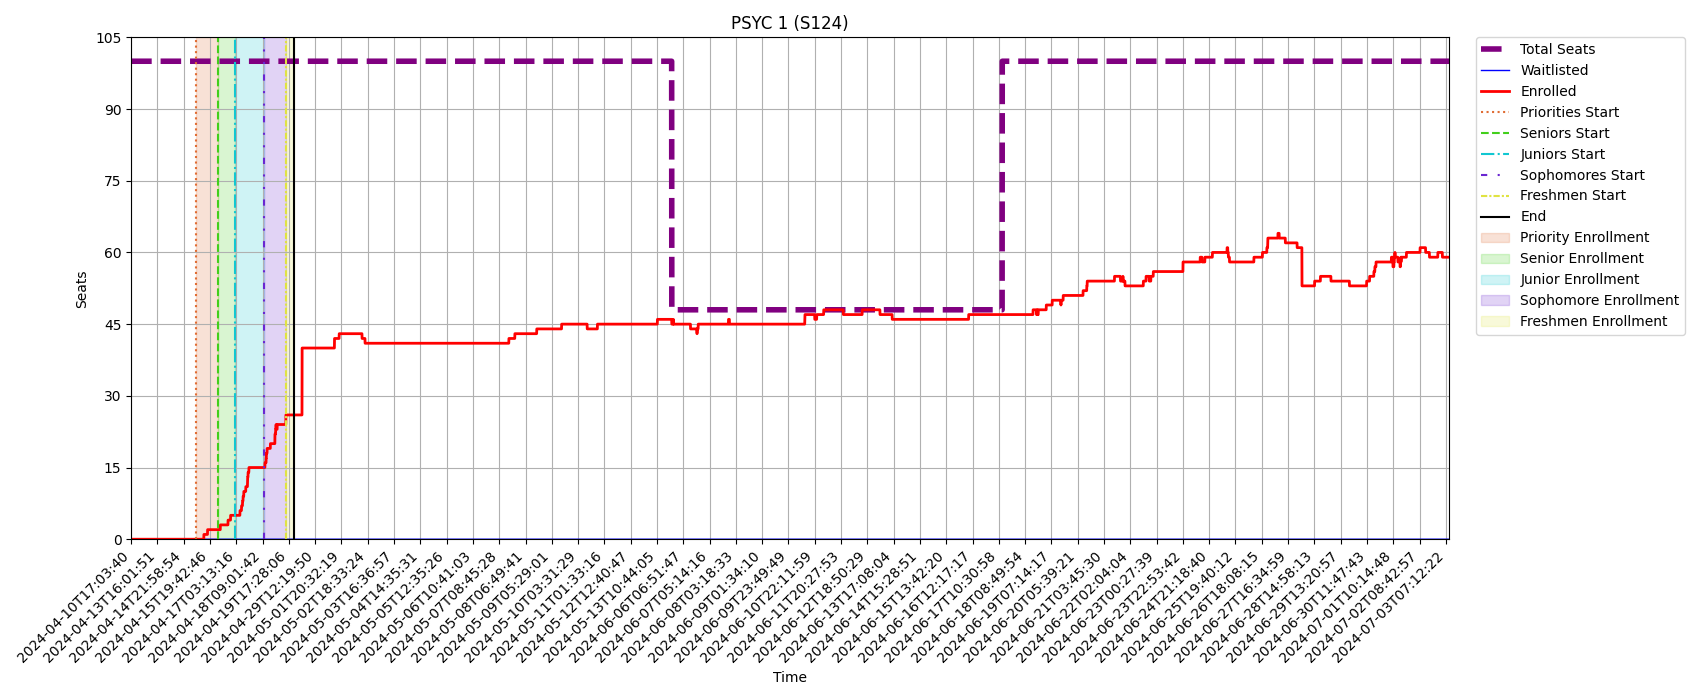 PSYC 1 (S124)
105
90
75
60
45
30
15
0
Seats
2024-04-10T17:03:40
2024-04-13T16:01:51
2024-04-14T21:58:54
2024-04-15T19:42:46
2024-04-17T03:13:16
2024-04-18T09:01:42
2024-04-19T17:28:06
2024-04-29T12:19:50
2024-05-01T20:32:19
2024-05-02T18:33:24
2024-05-03T16:36:57
2024-05-04T14:35:31
2024-05-05T12:35:26
2024-05-06T10:41:03
2024-05-07T08:45:28
2024-05-08T06:49:41
2024-05-09T05:29:01
2024-05-10T03:31:29
2024-05-11T01:33:16
2024-05-12T12:40:47
2024-05-13T10:44:05
2024-06-06T06:51:47
2024-06-07T05:14:16
2024-06-08T03:18:33
2024-06-09T01:34:10
2024-06-09T23:49:49
2024-06-10T22:11:59
2024-06-11T20:27:53
2024-06-12T18:50:29
2024-06-13T17:08:04
2024-06-14T15:28:51
2024-06-15T13:42:20
2024-06-16T12:17:17
2024-06-17T10:30:58
2024-06-18T08:49:54
2024-06-19T07:14:17
2024-06-20T05:39:21
2024-06-21T03:45:30
2024-06-22T02:04:04
2024-06-23T00:27:39
2024-06-23T22:53:42
2024-06-24T21:18:40
2024-06-25T19:40:12
2024-06-26T18:08:15
2024-06-27T16:34:59
2024-06-28T14:58:13
2024-06-29T13:20:57
2024-06-30T11:47:43
2024-07-01T10:14:48
2024-07-02T08:42:57
2024-07-03T07:12:22
Time
Total Seats
Waitlisted
Enrolled
Priorities Start
Seniors Start
Juniors Start
Sophomores Start
Freshmen Start
End
Priority Enrollment
Senior Enrollment
Junior Enrollment
Sophomore Enrollment
Freshmen Enrollment